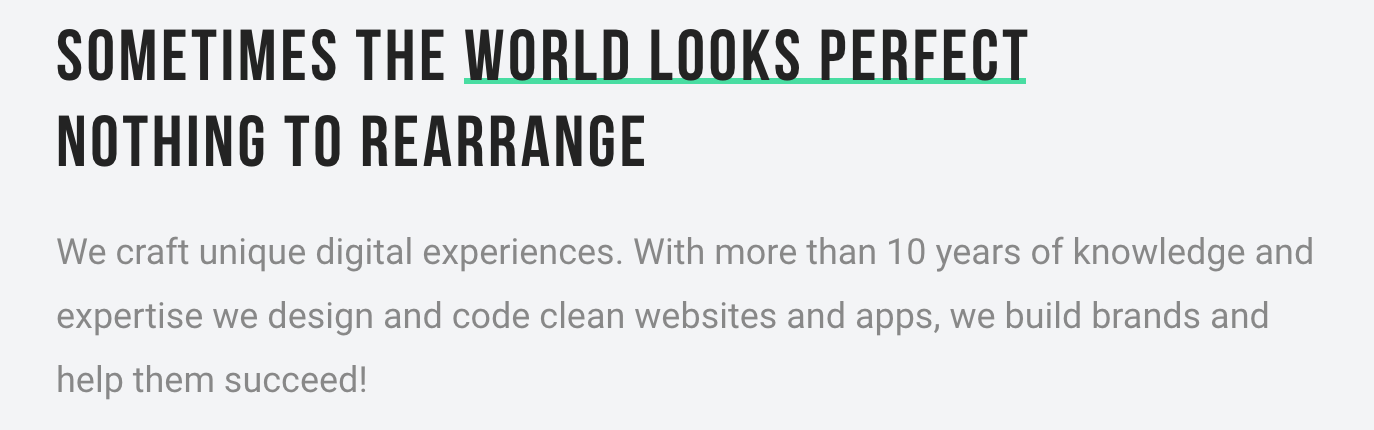 SOMETIMES THE WORLD LOOKS PERFECT
NOTHING TO REARRANGE
We craft unique digital experiences. With more than 10 years of knowledge and
expertise we design and code clean websites and apps, we build brands and
help them succeed!